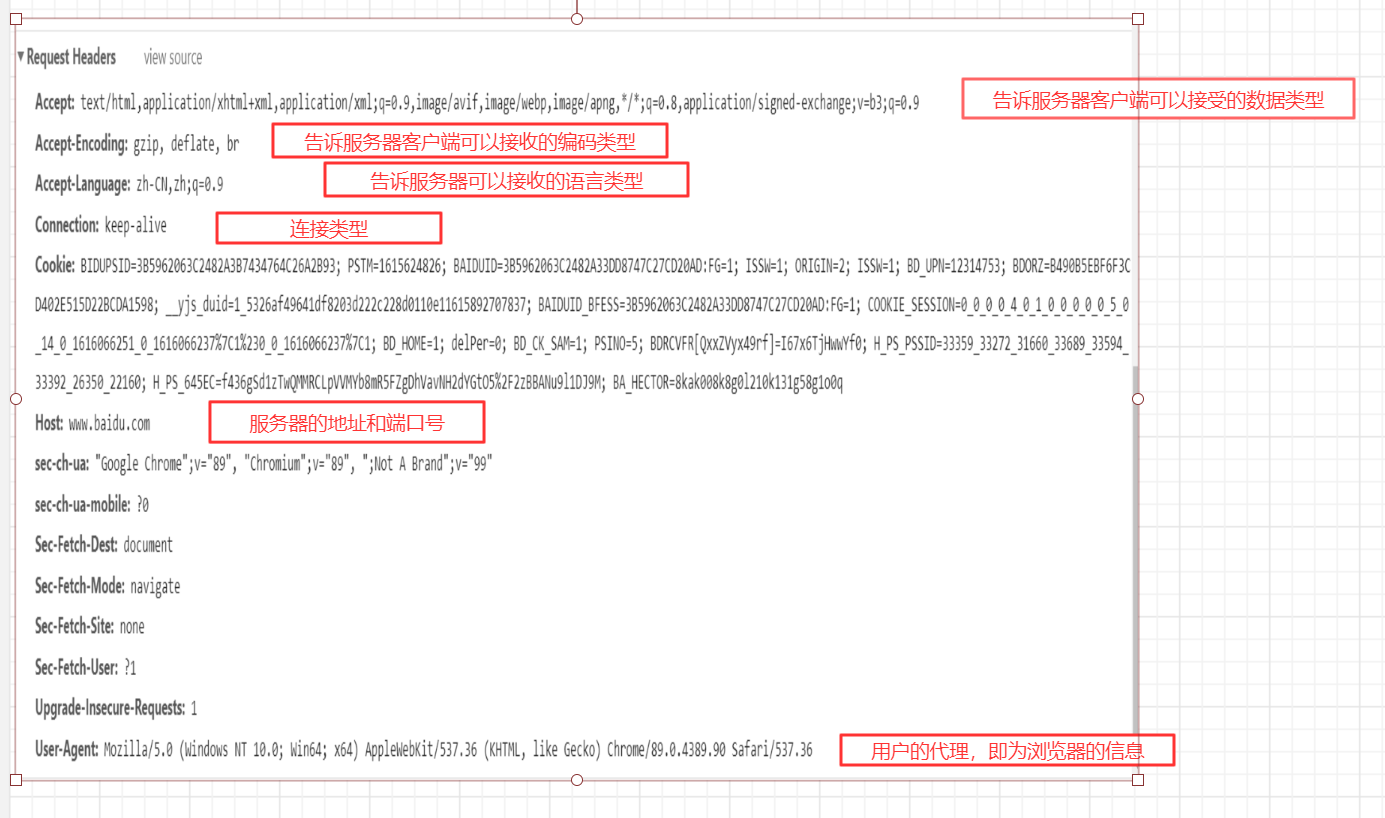 ▼Request Headers view source
Accept: text/html,application/xhtml+xml,application/xml;q=0.9,image/avif,image/webp,image/apng,*/*;q=0.8,application/signed-exchange;v=b3;q=0.9 告诉服务器客户端可以接受的数据类型
Accept-Encoding: gzip, deflate, br 告诉服务器客户端可以接收的编码类型
Accept-Language: zh-CN,zh;q=0.9 告诉服务器可以接收的语言类型
Connection: keep-alive 连接类型
Cookie: BIDUPSID=3B5962063C2482A3B7434764C26A2B93; PSTM=1615624826; BAIDUID=3B5962063C2482A33DD8747C27CD20AD:FG=1; ISSW=1; ORIGIN=2; ISSW=1; BD_UPN=12314753; BDORZ=B490B5EBF6F3C
D402E515D22BCDA1598; __yjs_duid=1_5326af49641df8203d222c228d0110e11615892707837; BAIDUID_BFESS=3B5962063C2482A33DD8747C27CD20AD:FG=1; COOKIE_SESSION=0_0_0_0_4_0_1_0_0_0_0_0_5_0
_14_0_1616066251_0_1616066237%7C1%230_0_1616066237%7C1; BD_HOME=1; delPer=0; BD_CK_SAM=1; PSINO=5; BDRCVFR[QxxZVyx49rf]=I67x6TjHwwYf0; H_PS_PSSID=33359_33272_31660_33689_33594_
33392_26350_22160; H_PS_645EC=f436gSd1zTwQMMRCLpVVMYb8mR5FZgDhVavNH2dYGtO5%2F2zBBANu9l1DJ9M; BA_HECTOR=8kak008k8g0l210k131g58g1o0q
Host: www.baidu.com 服务器的地址和端口号
sec-ch-ua: "Google Chrome";v="89", "Chromium";v="89", ";Not A Brand";v="99"
sec-ch-ua-mobile: ?0
Sec-Fetch-Dest: document
Sec-Fetch-Mode: navigate
Sec-Fetch-Site: none
Sec-Fetch-User: ?1
Upgrade-Insecure-Requests: 1
User-Agent: Mozilla/5.0 (Windows NT 10.0; Win64; x64) AppleWebKit/537.36 (KHTML, like Gecko) Chrome/89.0.4389.90 Safari/537.36 用户的代理，即为浏览器的信息